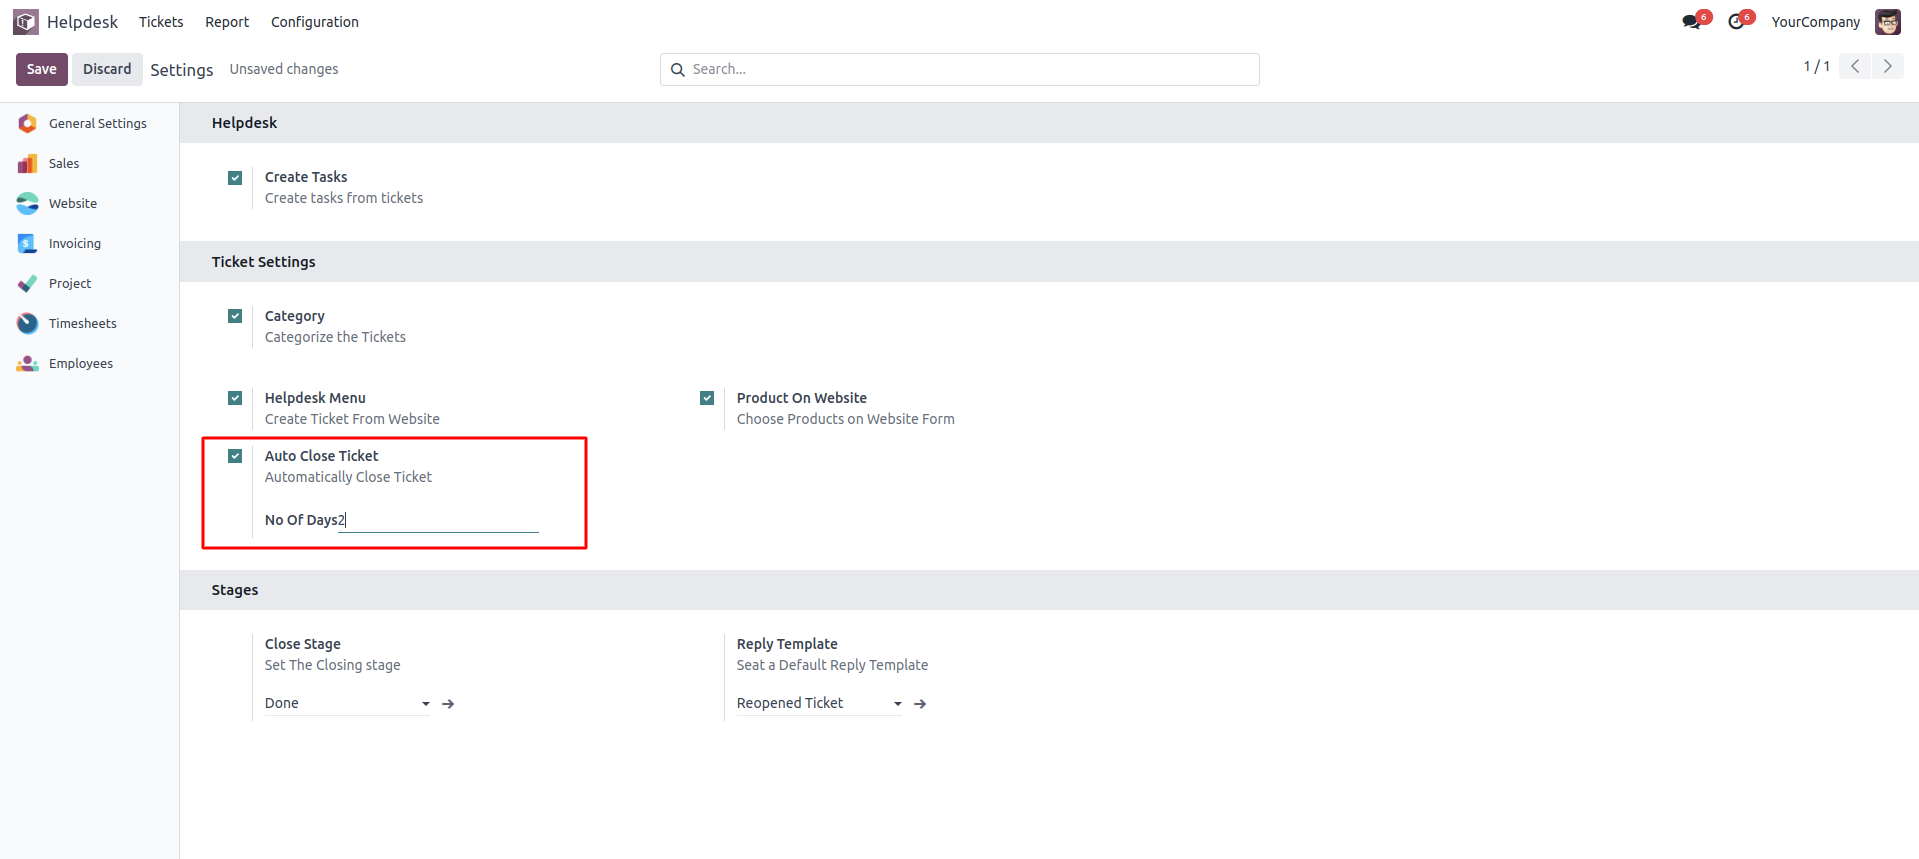 Helpdesk Tickets Report Configuration 6 6 YourCompany
Save Discard Settings Unsaved changes Search... 1 / 1
General Settings
Sales
Website
Invoicing
Project
Timesheets
Employees
Helpdesk
Create Tasks
Create tasks from tickets
Ticket Settings
Category
Categorize the Tickets
Helpdesk Menu
Create Ticket From Website
Product On Website
Choose Products on Website Form
Auto Close Ticket
Automatically Close Ticket
No Of Days2
Stages
Close Stage
Set The Closing stage
Done
Reply Template
Seat a Default Reply Template
Reopened Ticket